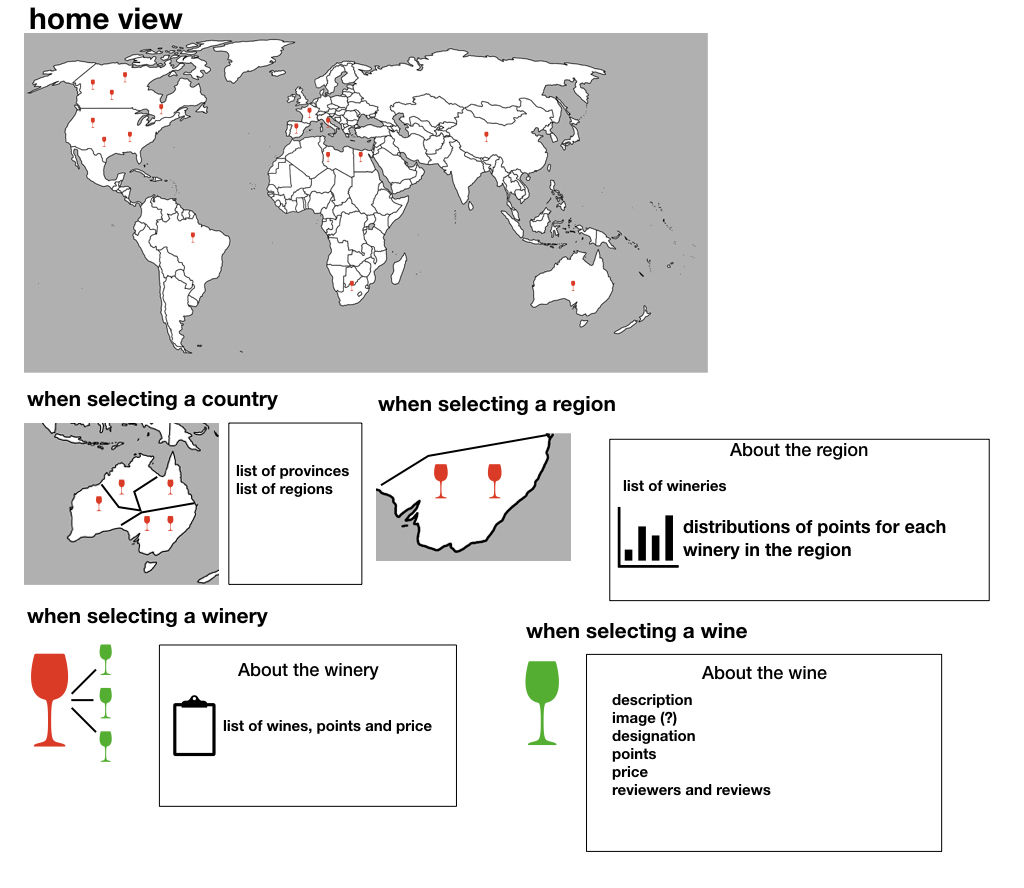 home view
when selecting a country
list of provinces
list of regions
when selecting a region
About the region
list of wineries
distributions of points for each
winery in the region
when selecting a winery
About the winery
list of wines, points and price
when selecting a wine
About the wine
description
image (?)
designation
points
price
reviewers and reviews